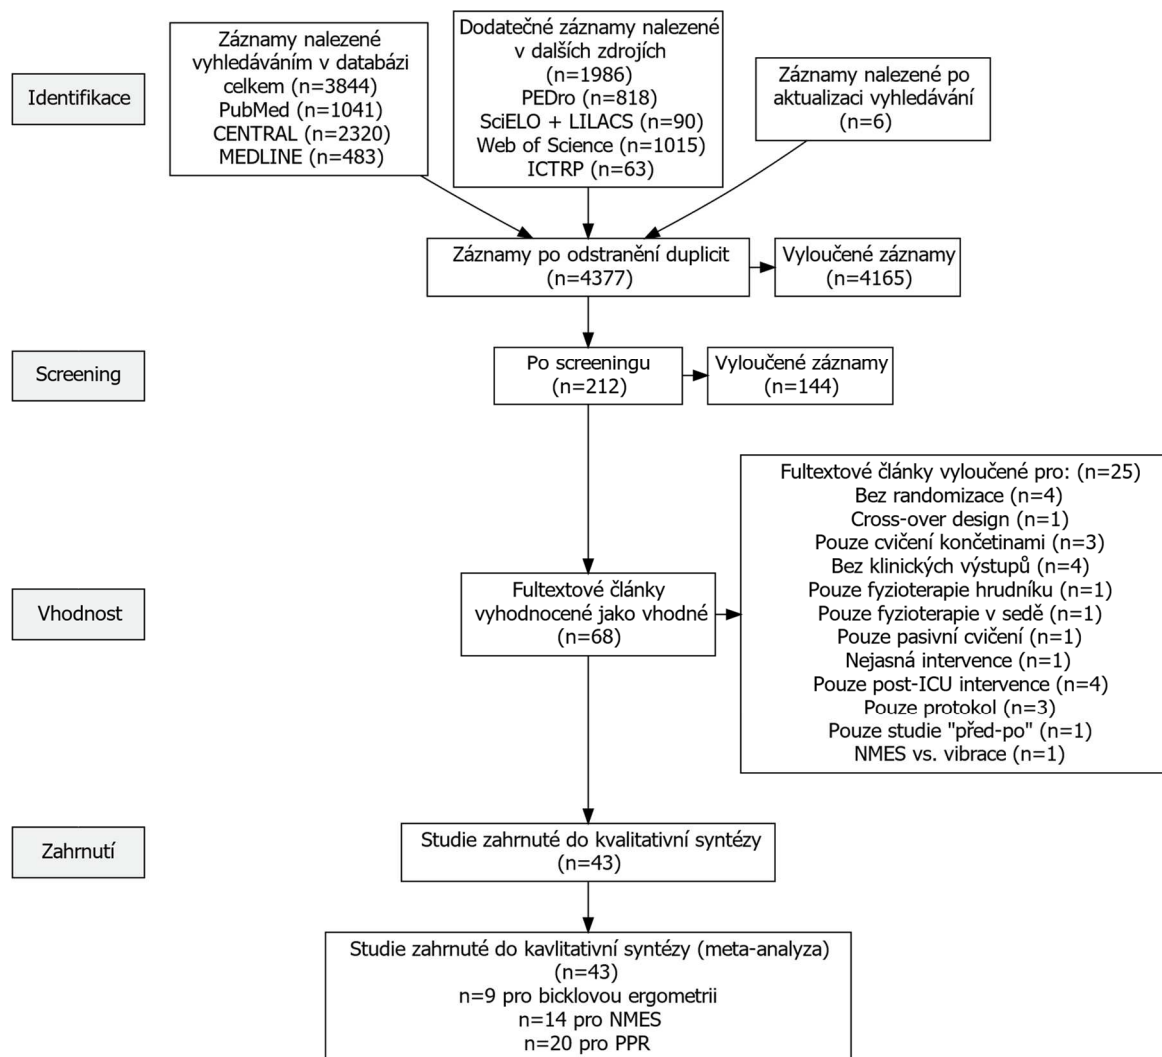 Identifikace
Záznamy nalezené
vyhledáváním v databázi
celkem (n=3844)
PubMed (n=1041)
CENTRAL (n=2320)
MEDLINE (n=483)
Dodatečné záznamy nalezené
v dalších zdrojích
(n=1986)
PEDro (n=818)
SciELO + LILACS (n=90)
Web of Science (n=1015)
ICTRP (n=63)
Záznamy nalezené po
aktualizaci vyhledávání
(n=6)
Záznamy po odstranění duplicit
(n=4377)
Vyloučené záznamy
(n=4165)
Screening
Po screeningu
(n=212)
Vyloučené záznamy
(n=144)
Vhodnost
Fultextové články
vyhodnocené jako vhodné
(n=68)
Fultextové články vyloučené pro: (n=25)
Bez randomizace (n=4)
Cross-over design (n=1)
Pouze cvičení končetinami (n=3)
Bez klinických výstupů (n=4)
Pouze fyzioterapie hrudníku (n=1)
Pouze fyzioterapie v sedě (n=1)
Pouze pasivní cvičení (n=1)
Nejasná intervence (n=1)
Pouze post-ICU intervence (n=4)
Pouze protokol (n=3)
Pouze studie "před-po" (n=1)
NMES vs. vibrace (n=1)
Zahrnutí
Studie zahrnuté do kvalitativní syntézy
(n=43)
Studie zahrnuté do kavlitativní syntézy (meta-analyza)
(n=43)
n=9 pro bicklovou ergometrii
n=14 pro NMES
n=20 pro PPR